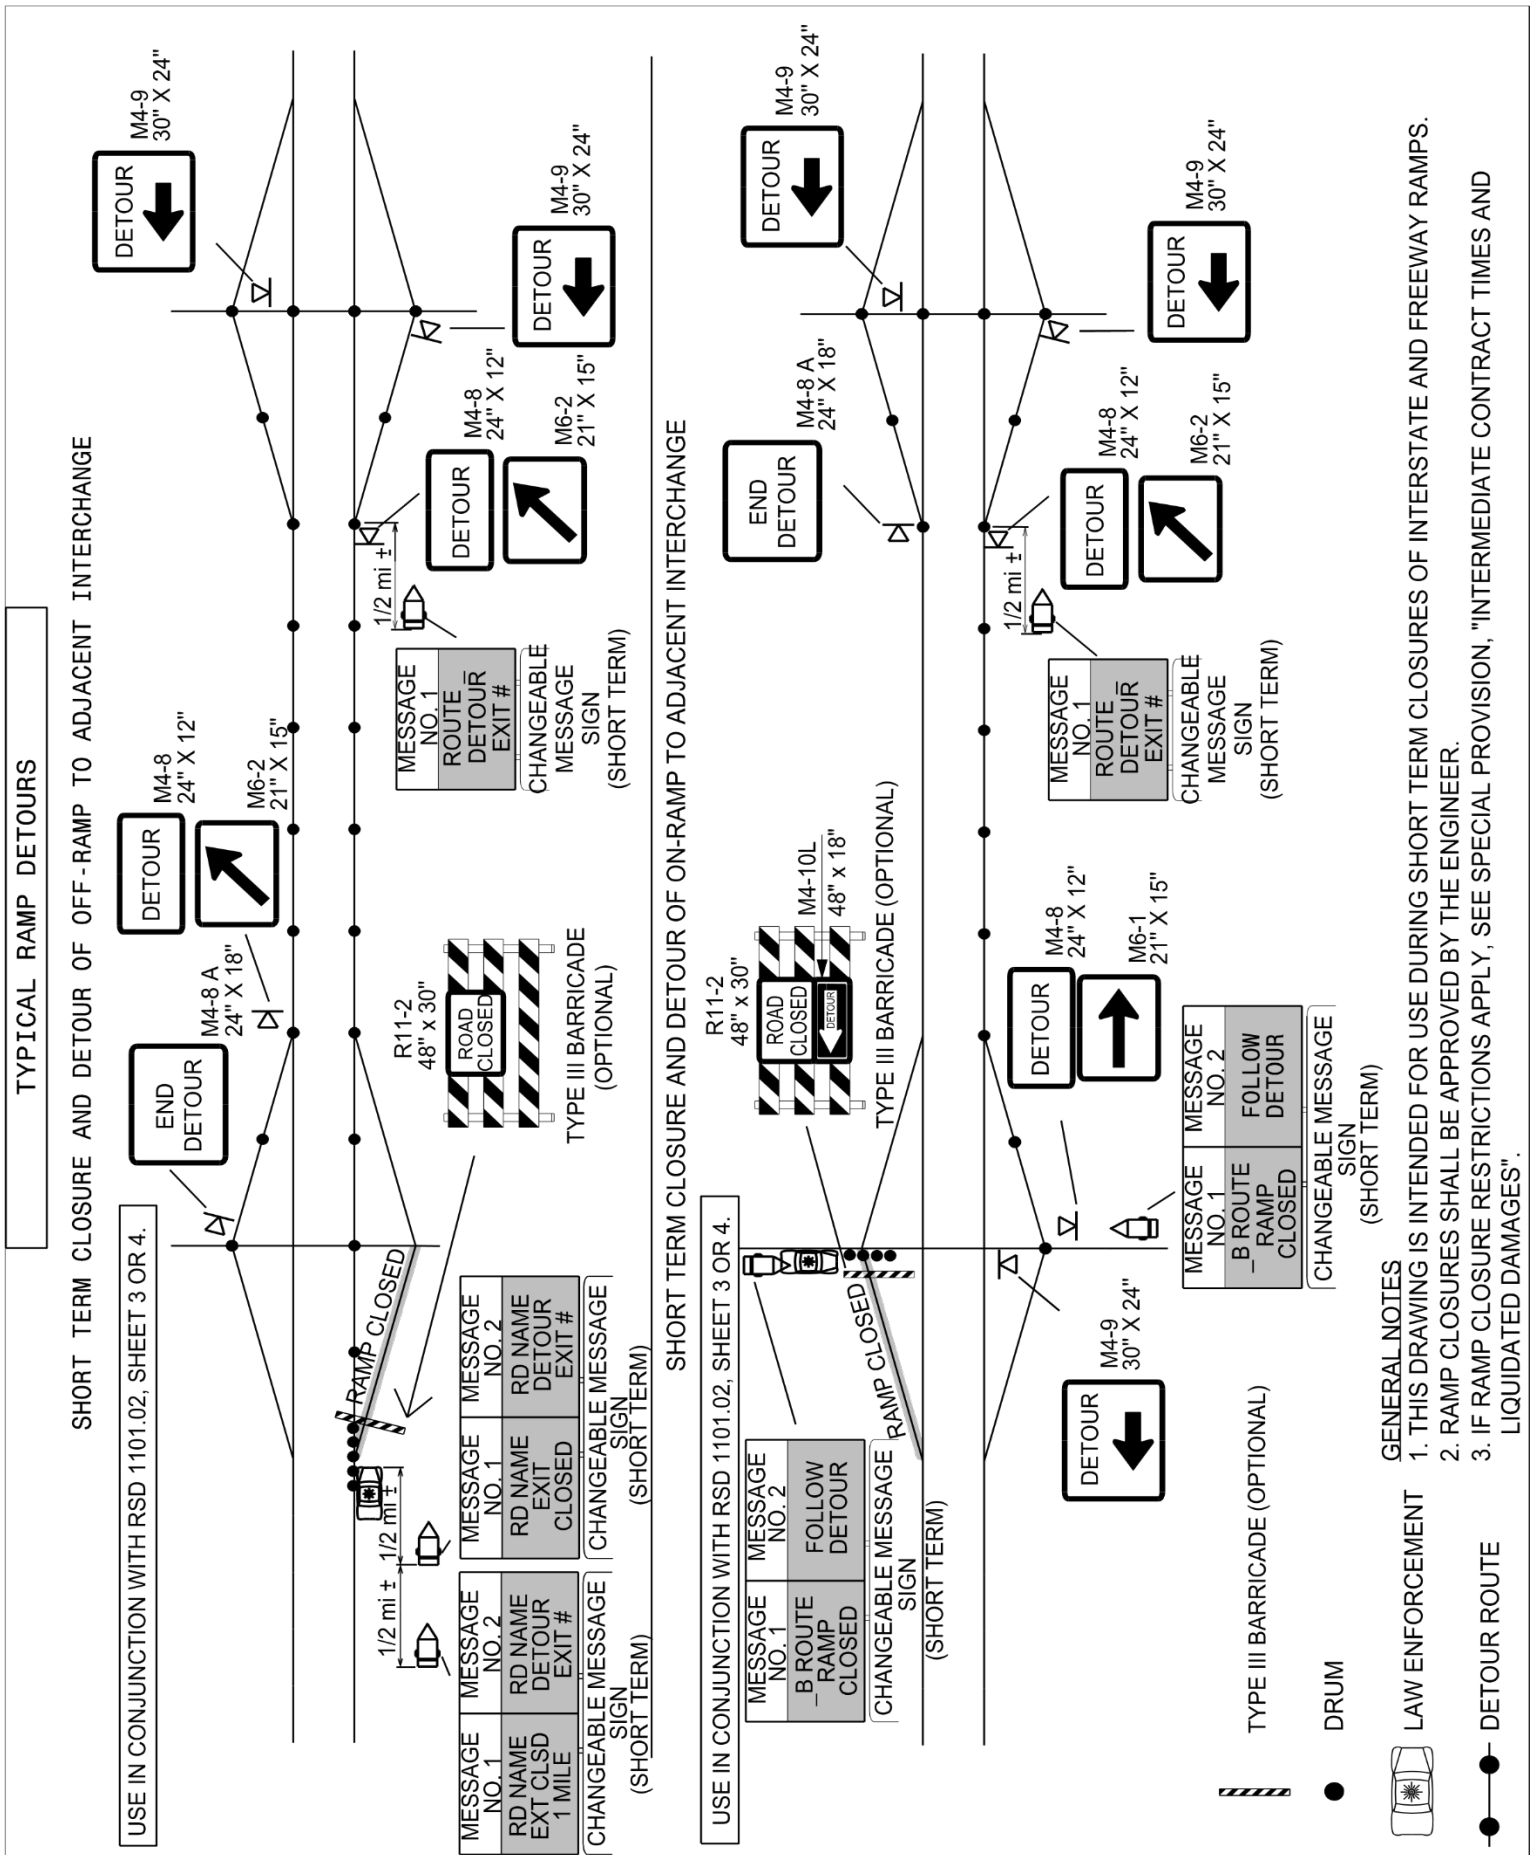 TYPICAL RAMP DETOURS
SHORT TERM CLOSURE AND DETOUR OF OFF-RAMP TO ADJACENT INTERCHANGE
USE IN CONJUNCTION WITH RSD 1101.02, SHEET 3 OR 4.
END
DETOUR
M4-8 A
24" X 18"
DETOUR
M4-8
24" X 12"
M6-2
21" X 15"
DETOUR
M4-9
30" X 24"
RAMP CLOSED
1/2 mi ±
1/2 mi ±
MESSAGE
NO. 1
RD NAME
EXT CLSD
1 MILE
MESSAGE
NO. 2
RD NAME
DETOUR
EXIT #
CHANGEABLE MESSAGE
SIGN
(SHORT TERM)
MESSAGE
NO. 1
RD NAME
EXIT
CLOSED
MESSAGE
NO. 2
RD NAME
DETOUR
EXIT #
CHANGEABLE MESSAGE
SIGN
(SHORT TERM)
R11-2
48" x 30"
ROAD
CLOSED
TYPE III BARRICADE
(OPTIONAL)
1/2 mi ±
MESSAGE
NO. 1
ROUTE
DETOUR
EXIT #_
CHANGEABLE
MESSAGE
SIGN
(SHORT TERM)
DETOUR
M4-8
24" X 12"
M6-2
21" X 15"
DETOUR
M4-9
30" X 24"
SHORT TERM CLOSURE AND DETOUR OF ON-RAMP TO ADJACENT INTERCHANGE
USE IN CONJUNCTION WITH RSD 1101.02, SHEET 3 OR 4.
MESSAGE
NO. 1
_B ROUTE
RAMP
CLOSED
MESSAGE
NO. 2
FOLLOW
DETOUR
CHANGEABLE MESSAGE
SIGN
(SHORT TERM)
RAMP CLOSED
R11-2
48" x 30"
ROAD
CLOSED
DETOUR
M4-10L
48" x 18"
TYPE III BARRICADE (OPTIONAL)
END
DETOUR
M4-8 A
24" X 18"
DETOUR
M4-9
30" X 24"
DETOUR
M4-9
30" X 24"
MESSAGE
NO. 1
_B ROUTE
RAMP
CLOSED
MESSAGE
NO. 2
FOLLOW
DETOUR
CHANGEABLE MESSAGE
SIGN
(SHORT TERM)
DETOUR
M4-8
24" X 12"
M6-1
21" X 15"
1/2 mi ±
MESSAGE
NO. 1
ROUTE
DETOUR
EXIT #_
CHANGEABLE
MESSAGE
SIGN
(SHORT TERM)
DETOUR
M4-8
24" X 12"
M6-2
21" X 15"
DETOUR
M4-9
30" X 24"
TYPE III BARRICADE (OPTIONAL)
DRUM
LAW ENFORCEMENT
DETOUR ROUTE
GENERAL NOTES
1. THIS DRAWING IS INTENDED FOR USE DURING SHORT TERM CLOSURES OF INTERSTATE AND FREEWAY RAMPS.
2. RAMP CLOSURES SHALL BE APPROVED BY THE ENGINEER.
3. IF RAMP CLOSURE RESTRICTIONS APPLY, SEE SPECIAL PROVISION, "INTERMEDIATE CONTRACT TIMES AND
LIQUIDATED DAMAGES".